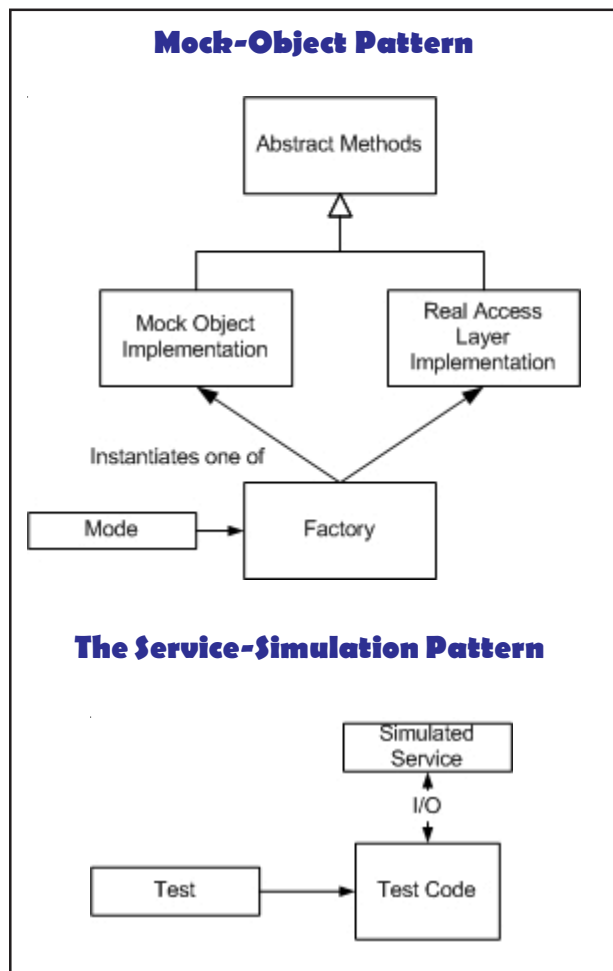 Mock-Object Pattern
Abstract Methods
Mock Object
Implementation
Real Access
Layer
Implementation
Instantiates one of
Mode
Factory
The Service-Simulation Pattern
Simulated
Service
I/O
Test
Test Code